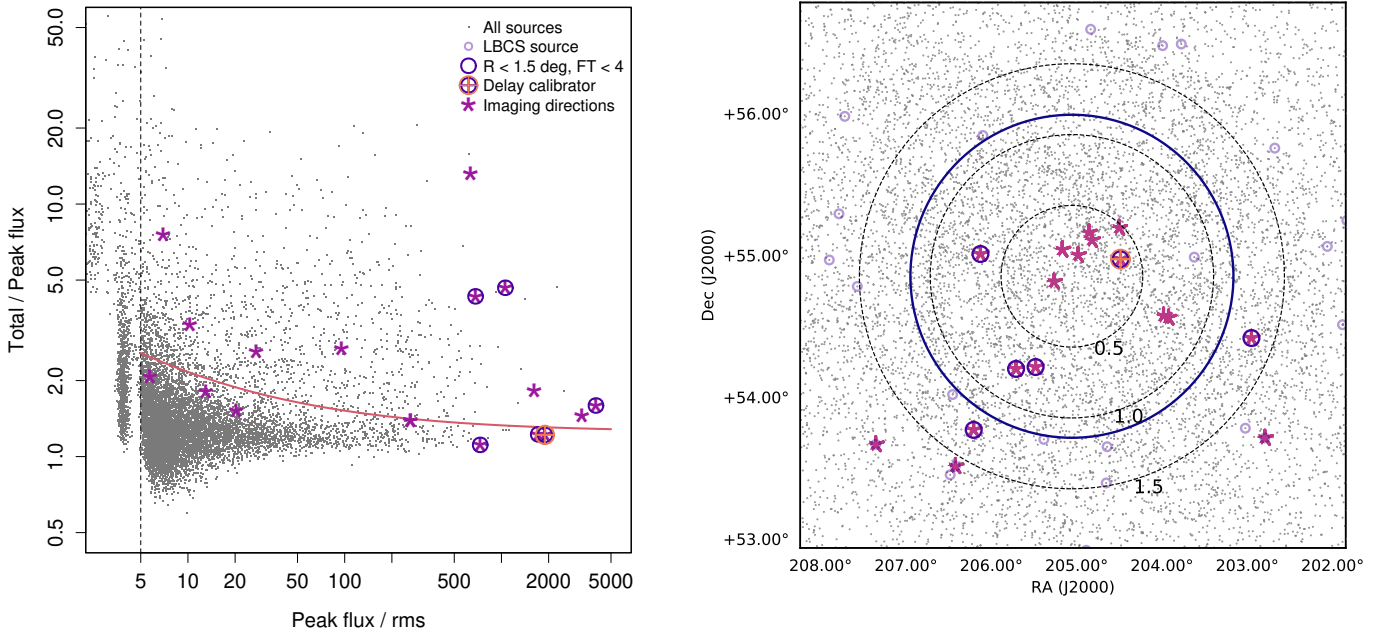 All sources
LBCS source
R < 1.5 deg, FT < 4
Delay calibrator
Imaging directions
Total / Peak flux
50.0
20.0
10.0
5.0
2.0
1.0
0.5
5 10 20 50 100 500 2000 5000
Peak flux / rms
Dec (J2000)
+56.00°
+55.00°
+54.00°
+53.00°
0.5
1.0
1.5
208.00° 207.00° 206.00° 205.00° 204.00° 203.00° 202.00°
RA (J2000)